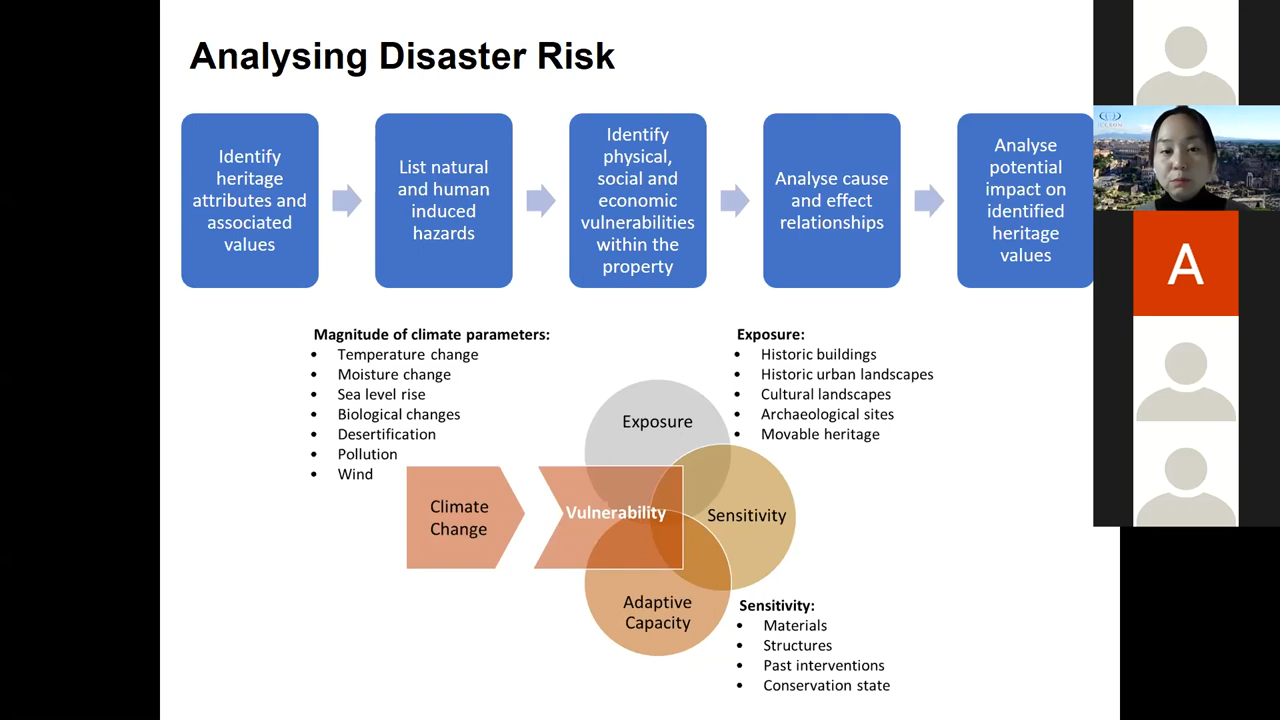 Analysing Disaster Risk
Identify
heritage
attributes and
associated
values
List natural
and human
induced
hazards
Identify
physical,
social and
economic
vulnerabilities
within the
property
Analyse cause
and effect
relationships
Analyse
potential
impact on
identified
heritage
values
A
Magnitude of climate parameters:
• Temperature change
• Moisture change
• Sea level rise
• Biological changes
• Desertification
• Pollution
• Wind
Exposure:
• Historic buildings
• Historic urban landscapes
• Cultural landscapes
• Archaeological sites
• Movable heritage
Exposure
Climate
Change
Vulnerability
Sensitivity
Adaptive
Capacity
Sensitivity:
• Materials
• Structures
• Past interventions
• Conservation state